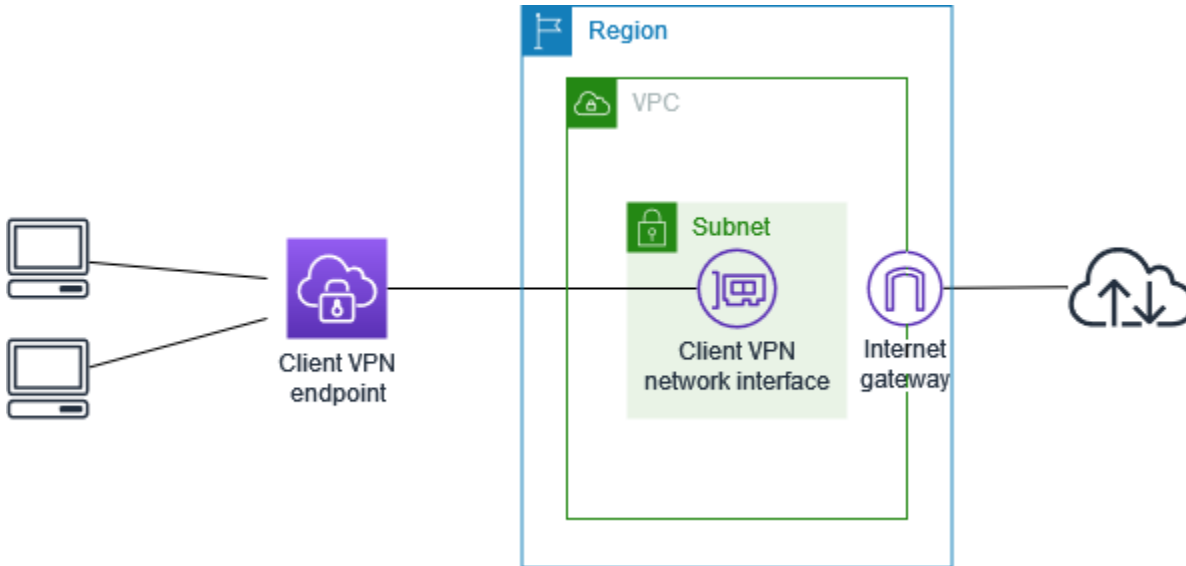 Region
VPC
Subnet
Client VPN
endpoint
Client VPN
network interface
Internet
gateway